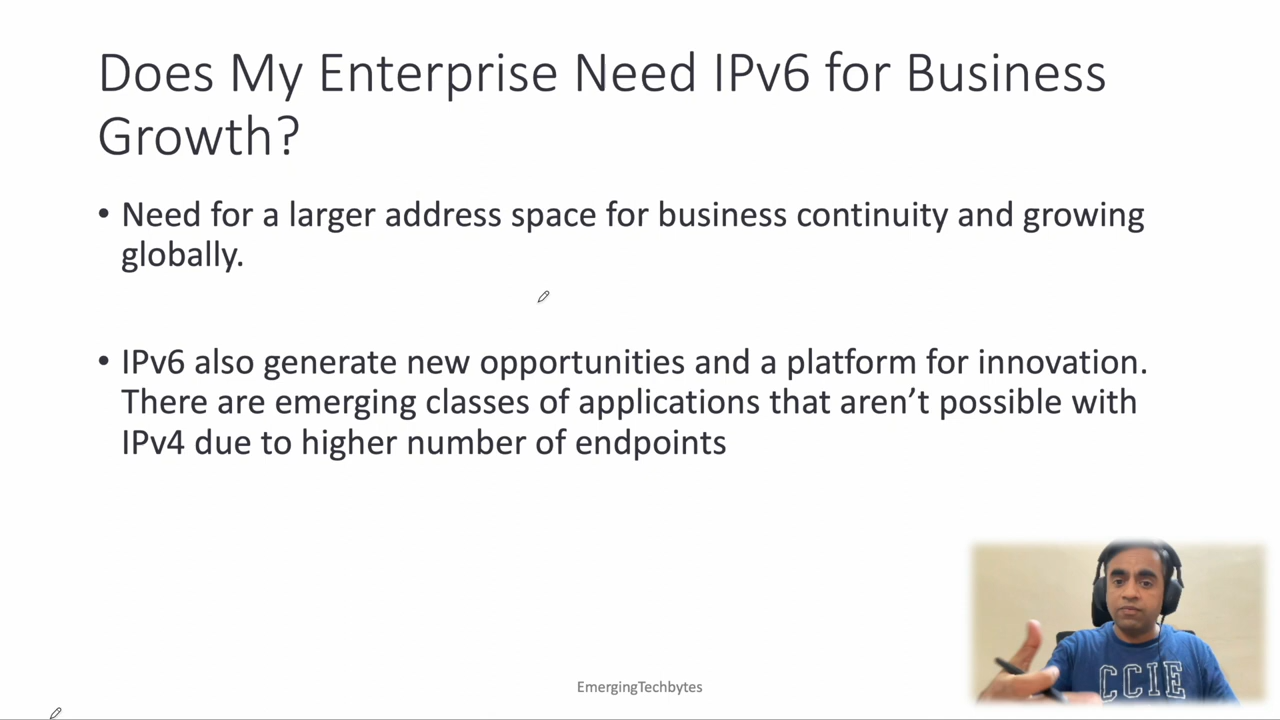 Does My Enterprise Need IPv6 for Business
Growth?
• Need for a larger address space for business continuity and growing
globally.
• IPv6 also generate new opportunities and a platform for innovation.
There are emerging classes of applications that aren’t possible with
IPv4 due to higher number of endpoints
CCIE
EmergingTechbytes